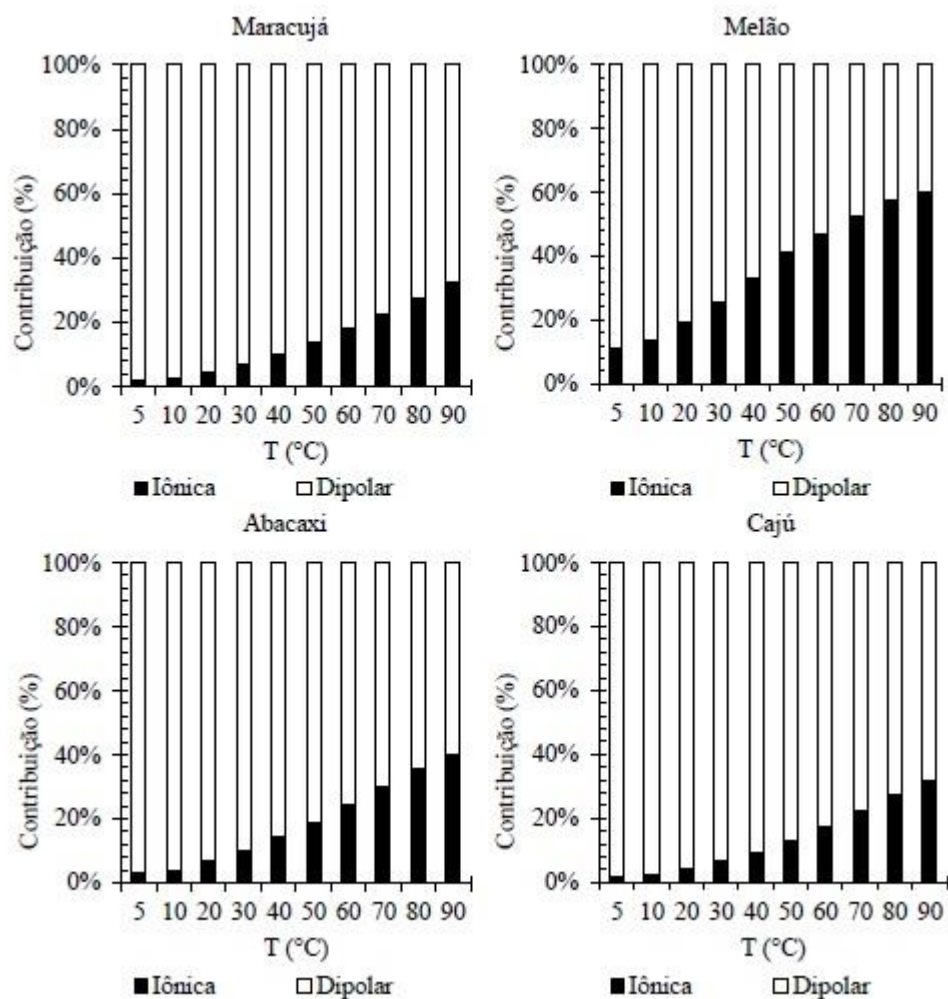 Maracujá
100%
80%
60%
40%
20%
0%
Contribuição (%)
5 10 20 30 40 50 60 70 80 90
T (°C)
Iônica Dipolar
Melão
100%
80%
60%
40%
20%
0%
Contribuição (%)
5 10 20 30 40 50 60 70 80 90
T (°C)
Iônica Dipolar
Abacaxi
100%
80%
60%
40%
20%
0%
Contribuição (%)
5 10 20 30 40 50 60 70 80 90
T (°C)
Iônica Dipolar
Cajú
100%
80%
60%
40%
20%
0%
Contribuição (%)
5 10 20 30 40 50 60 70 80 90
T (°C)
Iônica Dipolar